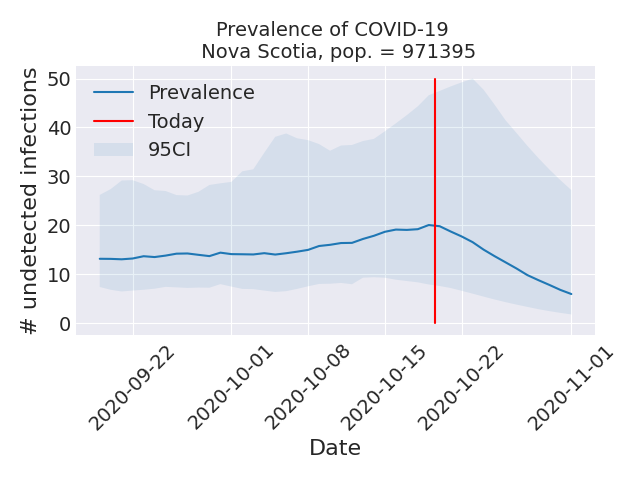 Prevalence of COVID-19
Nova Scotia, pop. = 971395
# undetected infections
50
40
30
20
10
0
Prevalence
Today
95CI
2020-09-22
2020-10-01
2020-10-08
2020-10-15
2020-10-22
2020-11-01
Date